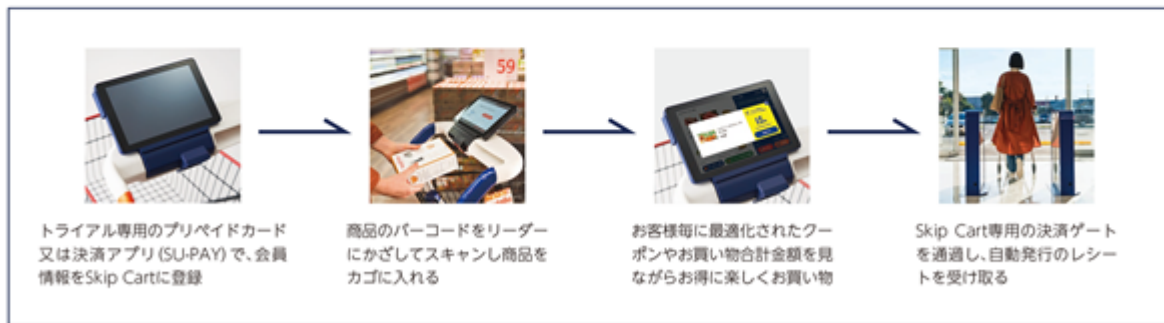 59
トライアル専用のプリペイドカード
又は決済アプリ(SU-PAY)で、会員
情報をSkip Cartに登録
商品のバーコードをリーダー
にかざしてスキャンし商品を
カゴに入れる
お客様毎に最適化されたクー
ポンやお買い物合計金額を見
ながらお得に楽しくお買い物
Skip Cart専用の決済ゲート
を通過し、自動発行のレシー
トを受け取る